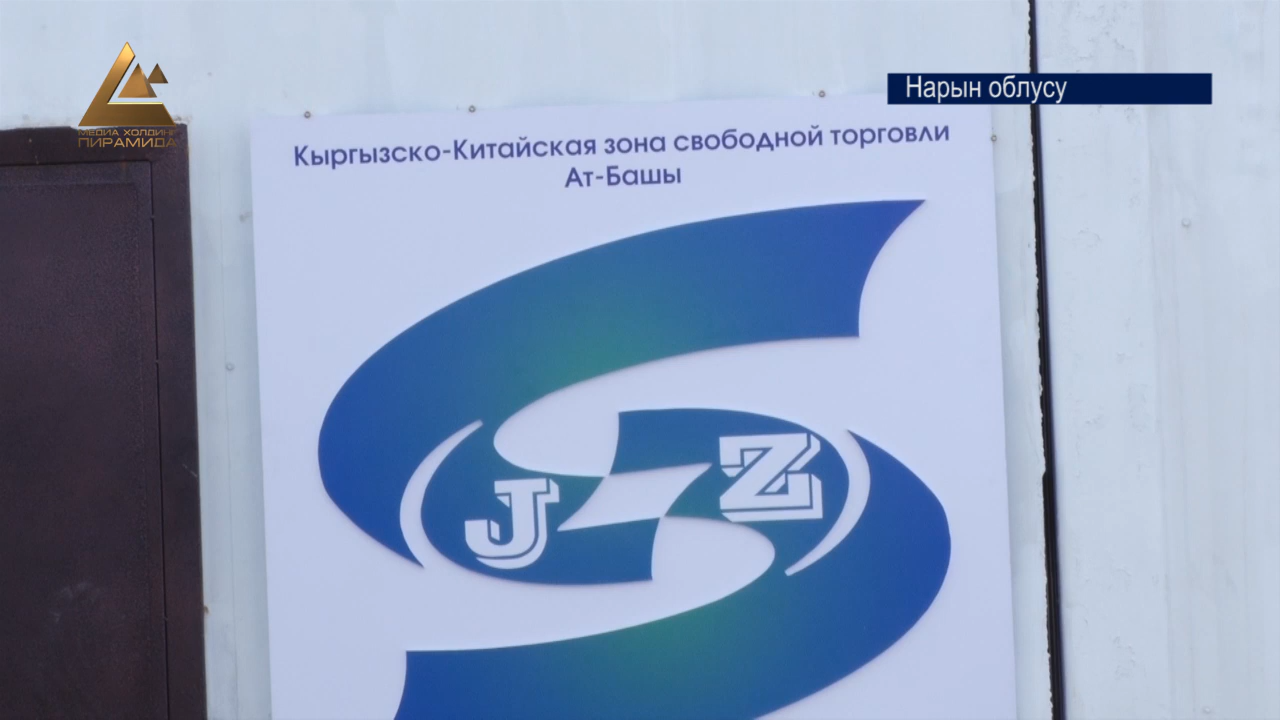 МЕДИА ХОЛДИНГ
ПИРАМИДА
Нарын облусу
Кыргызско-Китайская зона свободной торговли
Ат-Башы
J Z